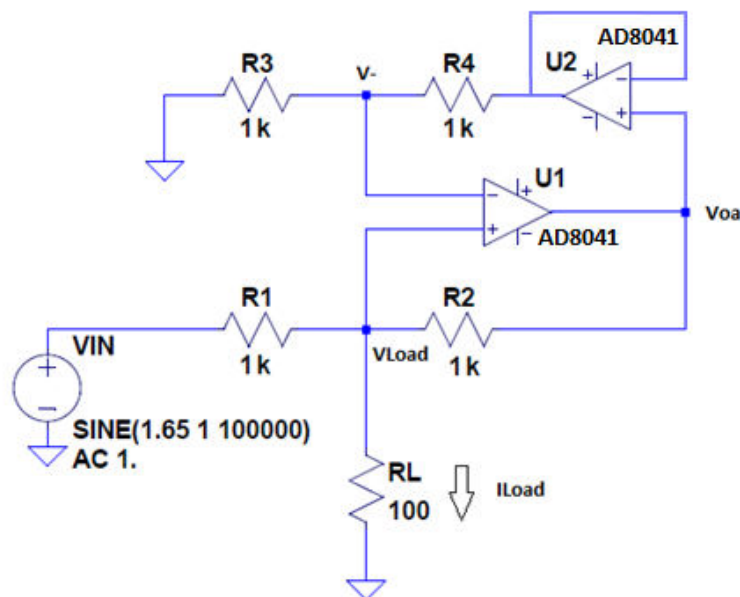 AD8041
R3
V-
R4
U2
1k
1k
U1
Voa
AD8041
R1
R2
VIN
VLoad
1k
1k
SINE(1.65 1 100000)
AC 1.
RL
ILoad
100